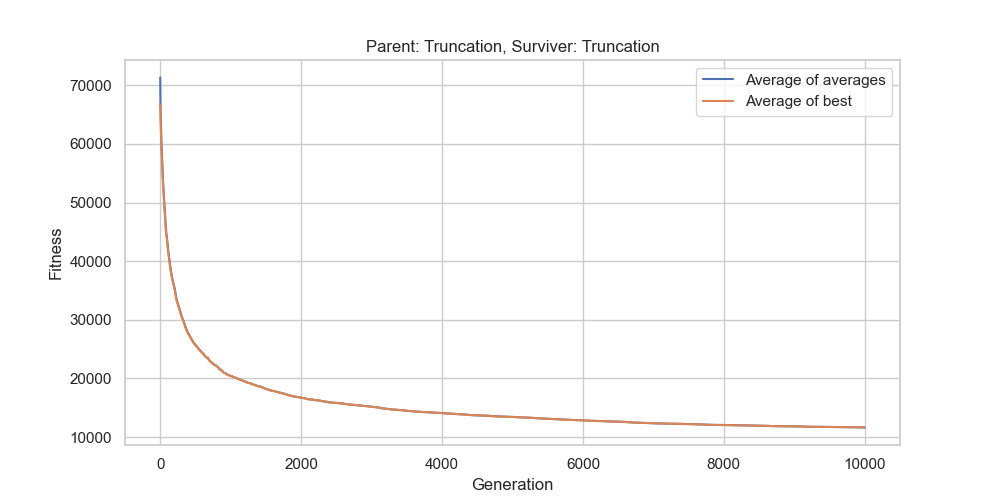 Parent: Truncation, Surviver: Truncation
Average of averages
Average of best
Fitness
70000
60000
50000
40000
30000
20000
10000
0 2000 4000 6000 8000 10000
Generation